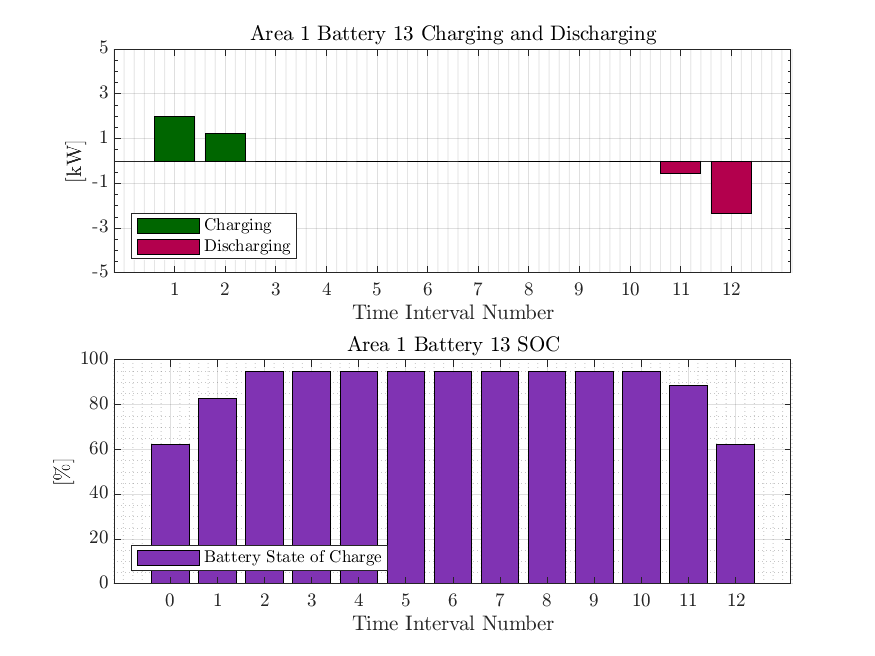 Area 1 Battery 13 Charging and Discharging
5
3
1
-1
-3
-5
[kW]
Charging
Discharging
1 2 3 4 5 6 7 8 9 10 11 12
Time Interval Number
Area 1 Battery 13 SOC
100
80
60
40
20
0
[%]
Battery State of Charge
0 1 2 3 4 5 6 7 8 9 10 11 12
Time Interval Number